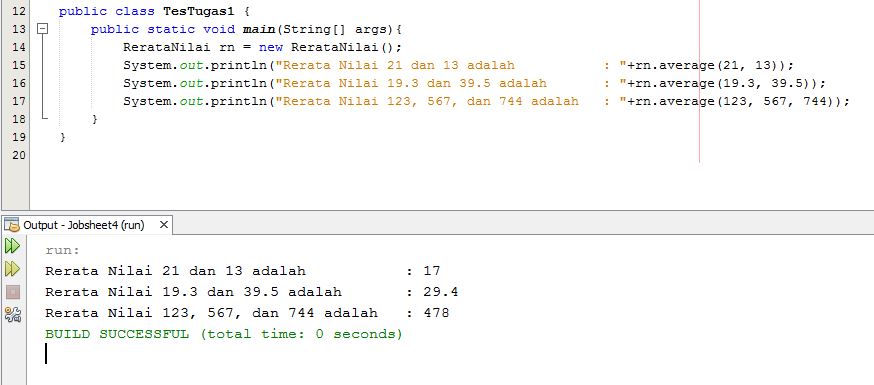 12 public class TesTugas1 {
13 public static void main(String[] args){
14 RerataNilai rn = new RerataNilai();
15 System.out.println("Rerata Nilai 21 dan 13 adalah : "+rn.average(21, 13));
16 System.out.println("Rerata Nilai 19.3 dan 39.5 adalah : "+rn.average(19.3, 39.5));
17 System.out.println("Rerata Nilai 123, 567, dan 744 adalah : "+rn.average(123, 567, 744));
18 }
19 }
20
Output - Jobsheet4 (run)
run:
Rerata Nilai 21 dan 13 adalah : 17
Rerata Nilai 19.3 dan 39.5 adalah : 29.4
Rerata Nilai 123, 567, dan 744 adalah : 478
BUILD SUCCESSFUL (total time: 0 seconds)